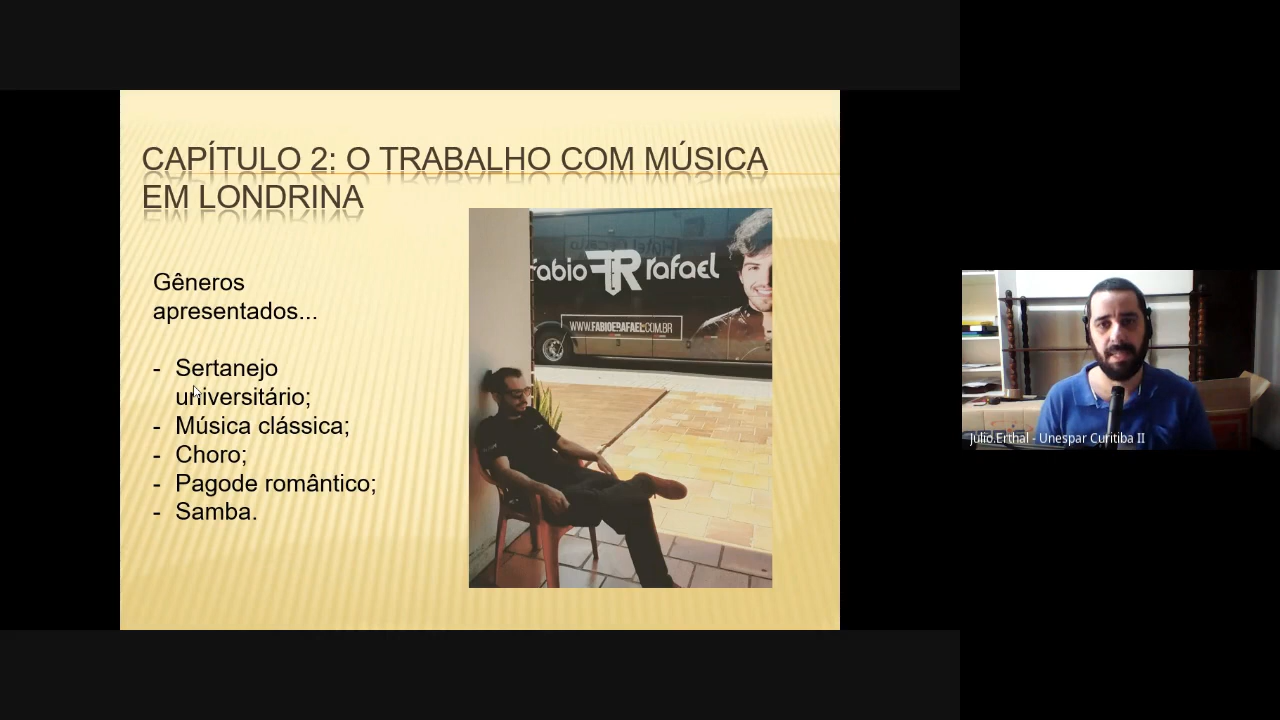 CAPÍTULO 2: O TRABALHO COM MÚSICA
EM LONDRINA
Gêneros
apresentados...
- Sertanejo
universitário;
- Música clássica;
- Choro;
- Pagode romântico;
- Samba.
fabio FR rafael
WWW.FABIOERAFAEL.COM.BR
Julio.Erthal - Unespar Curitiba II